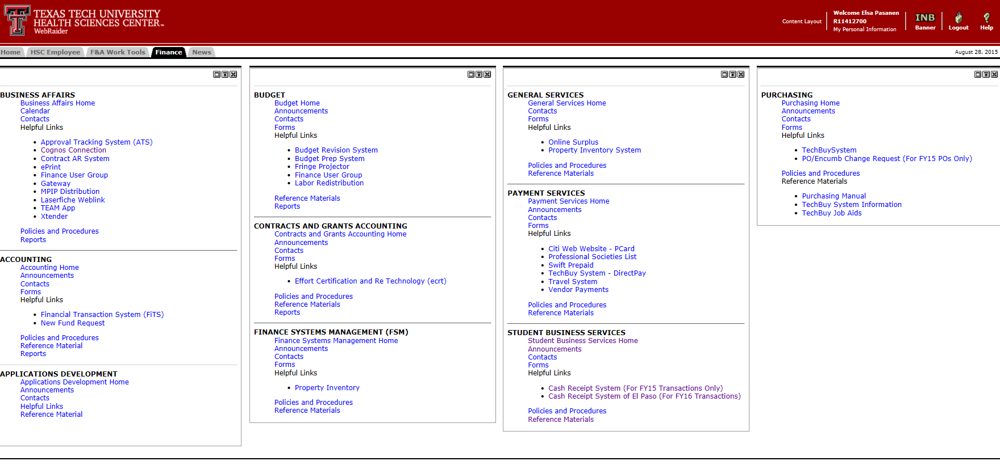 TEXAS TECH UNIVERSITY
HEALTH SCIENCES CENTER™
WebRaider
Content Layout
Welcome Elsa Pasanen
R11412700
My Personal Information
INB
Banner
Logout
Help
Home
HSC Employee
F&A Work Tools
Finance
News
August 28, 2015
BUSINESS AFFAIRS
Business Affairs Home
Calendar
Contacts
Helpful Links
• Approval Tracking System (ATS)
• Cognos Connection
• Contract AR System
• ePrint
• Finance User Group
• Gateway
• MPIP Distribution
• Laserfiche Weblink
• TEAM App
• Xtender
Policies and Procedures
Reports
ACCOUNTING
Accounting Home
Announcements
Contacts
Forms
Helpful Links
• Financial Transaction System (FiTS)
• New Fund Request
Policies and Procedures
Reference Material
Reports
APPLICATIONS DEVELOPMENT
Applications Development Home
Announcements
Contacts
Helpful Links
Reference Material
BUDGET
Budget Home
Announcements
Contacts
Forms
Helpful Links
• Budget Revision System
• Budget Prep System
• Fringe Projector
• Finance User Group
• Labor Redistribution
Reference Materials
Reports
CONTRACTS AND GRANTS ACCOUNTING
Contracts and Grants Accounting Home
Announcements
Contacts
Forms
Helpful Links
• Effort Certification and Re Technology (ecrt)
Policies and Procedures
Reference Materials
Reports
FINANCE SYSTEMS MANAGEMENT (FSM)
Finance Systems Management Home
Announcements
Contacts
Forms
Helpful Links
• Property Inventory
Policies and Procedures
Reference Materials
GENERAL SERVICES
General Services Home
Contacts
Forms
Helpful Links
• Online Surplus
• Property Inventory System
Policies and Procedures
Reference Materials
PAYMENT SERVICES
Payment Services Home
Announcements
Contacts
Forms
Helpful Links
• Citi Web Website - PCard
• Professional Societies List
• Swift Prepaid
• TechBuy System - DirectPay
• Travel System
• Vendor Payments
Policies and Procedures
Reference Materials
STUDENT BUSINESS SERVICES
Student Business Services Home
Announcements
Contacts
Forms
Helpful Links
• Cash Receipt System (For FY15 Transactions Only)
• Cash Receipt System of El Paso (For FY16 Transactions)
Policies and Procedures
Reference Materials
PURCHASING
Purchasing Home
Announcements
Contacts
Forms
Helpful Links
• TechBuySystem
• PO/Encumb Change Request (For FY15 POs Only)
Policies and Procedures
Reference Materials
• Purchasing Manual
• TechBuy System Information
• TechBuy Job Aids